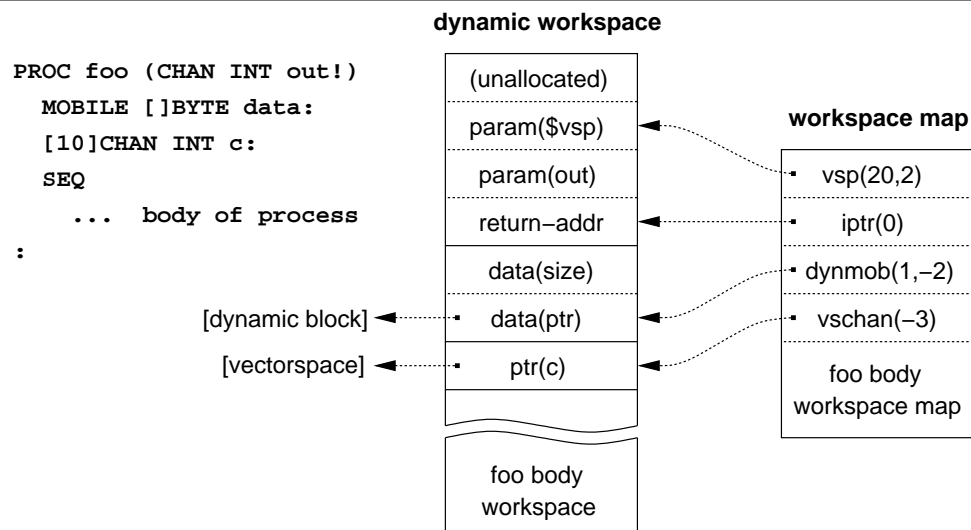 dynamic workspace
PROC foo (CHAN INT out!)
MOBILE []BYTE data:
[10]CHAN INT c:
SEQ
... body of process
:
(unallocated)
param($vsp)
param(out)
return−addr
data(size)
[dynamic block]
data(ptr)
[vectorspace]
ptr(c)
foo body
workspace
workspace map
vsp(20,2)
iptr(0)
dynmob(1,−2)
vschan(−3)
foo body
workspace map